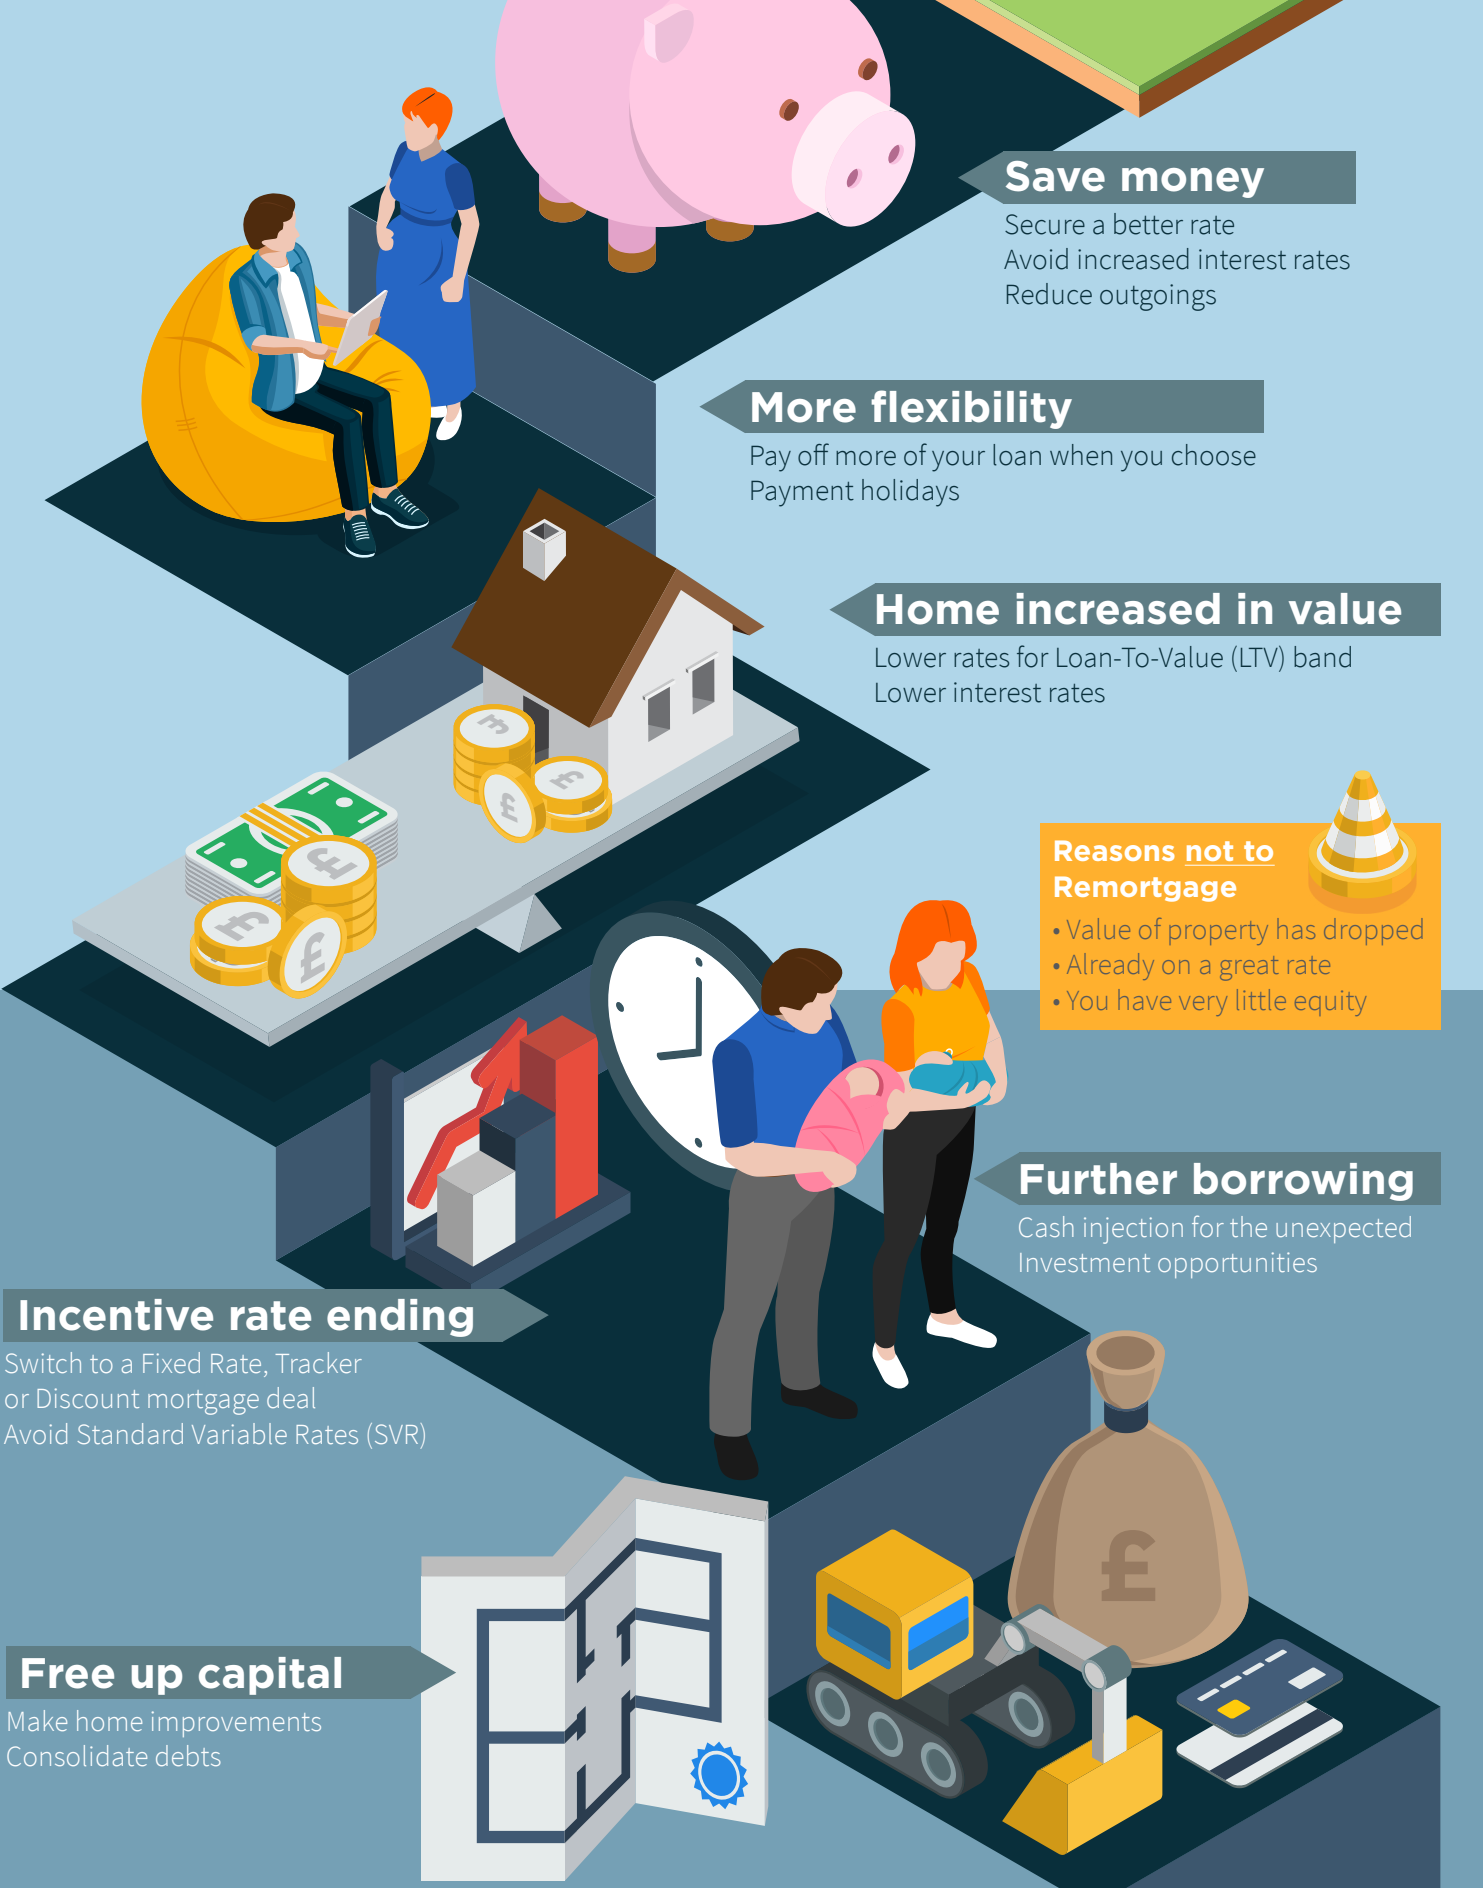 Save money
Secure a better rate
Avoid increased interest rates
Reduce outgoings
More flexibility
Pay off more of your loan when you choose
Payment holidays
Home increased in value
Lower rates for Loan-To-Value (LTV) band
Lower interest rates
Reasons not to
Remortgage
• Value of property has dropped
• Already on a great rate
• You have very little equity
Further borrowing
Cash injection for the unexpected
Investment opportunities
Incentive rate ending
Switch to a Fixed Rate, Tracker
or Discount mortgage deal
Avoid Standard Variable Rates (SVR)
Free up capital
Make home improvements
Consolidate debts
£
£
£
£
£
£
£